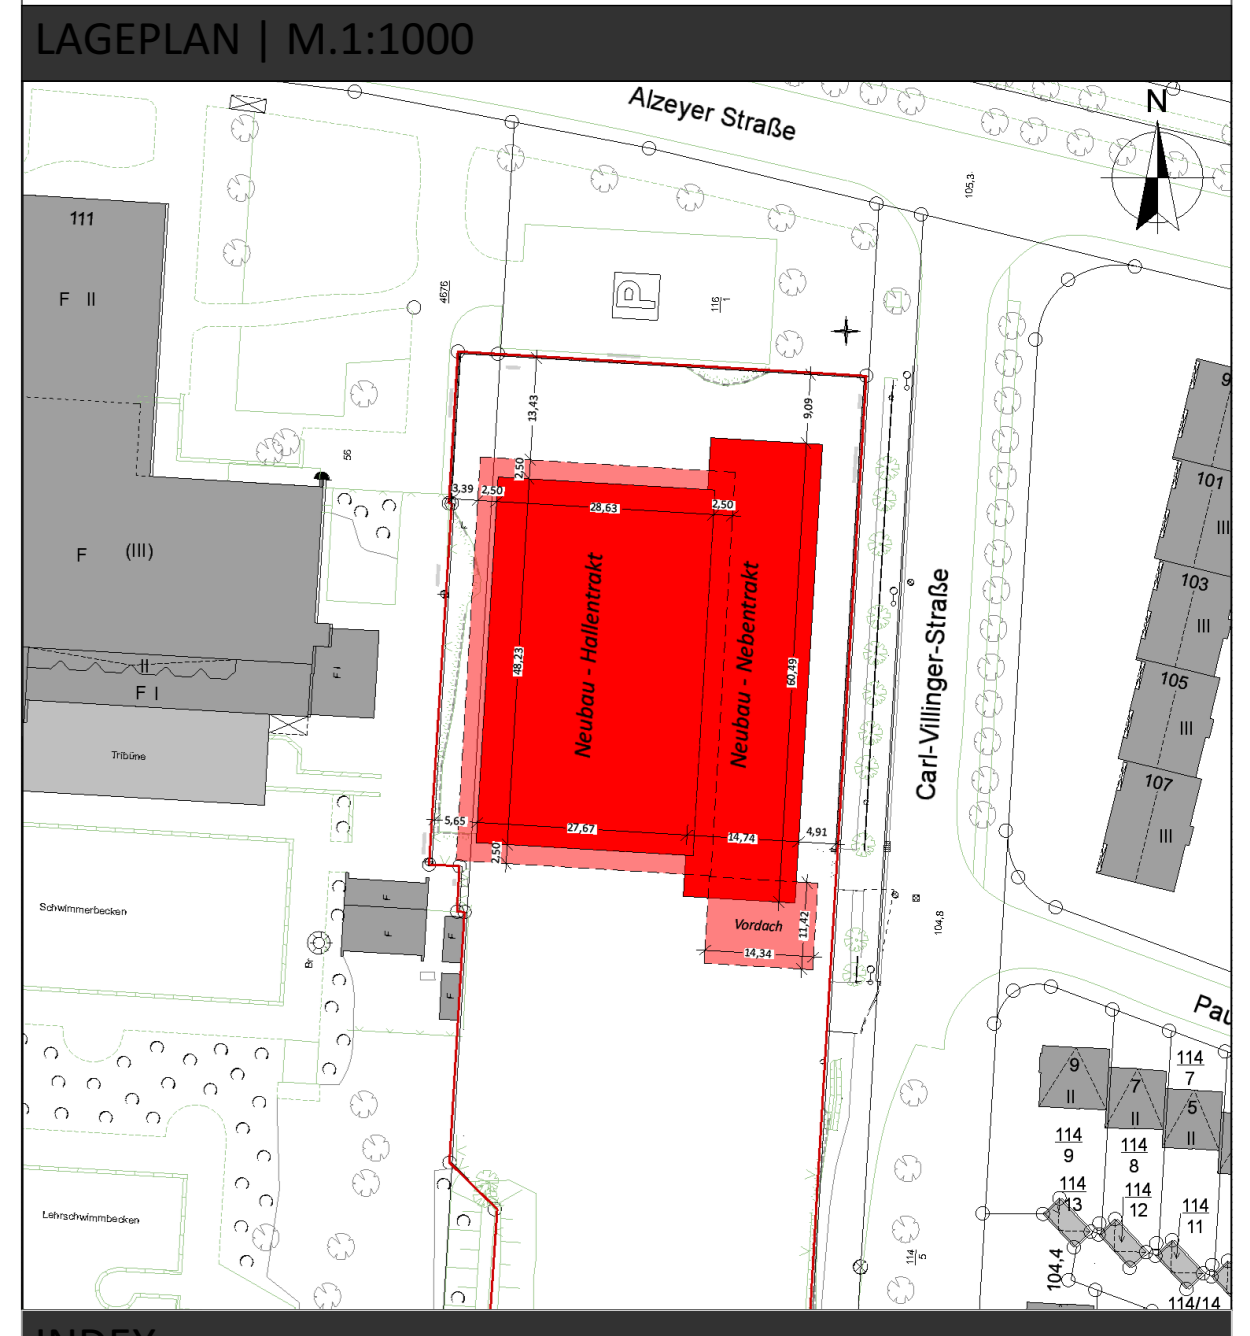 LAGEPLAN | M.1:1000
Alzeyer Straße
N
105,3
111
F II
4676
P
116
1
9
13,43
9,09
56
101
III
3,39
2,50
2,50
28,63
2,50
F (III)
103
III
Neubau - Hallentrakt
Neubau - Nebentrakt
Carl-Villinger-Straße
48,23
60,49
II
F I
F I
105
III
Tribüne
107
III
5,65
27,67
14,74
4,91
2,50
Schwimmerbecken
F
F
F
F
Br
Vordach
11,42
14,34
104,8
Pau
9
II
7
II
5
II
114
7
114
9
114
8
114
13
114
12
114
11
Lehrschwimmbecken
114
5
104,4
114/14
INDEX